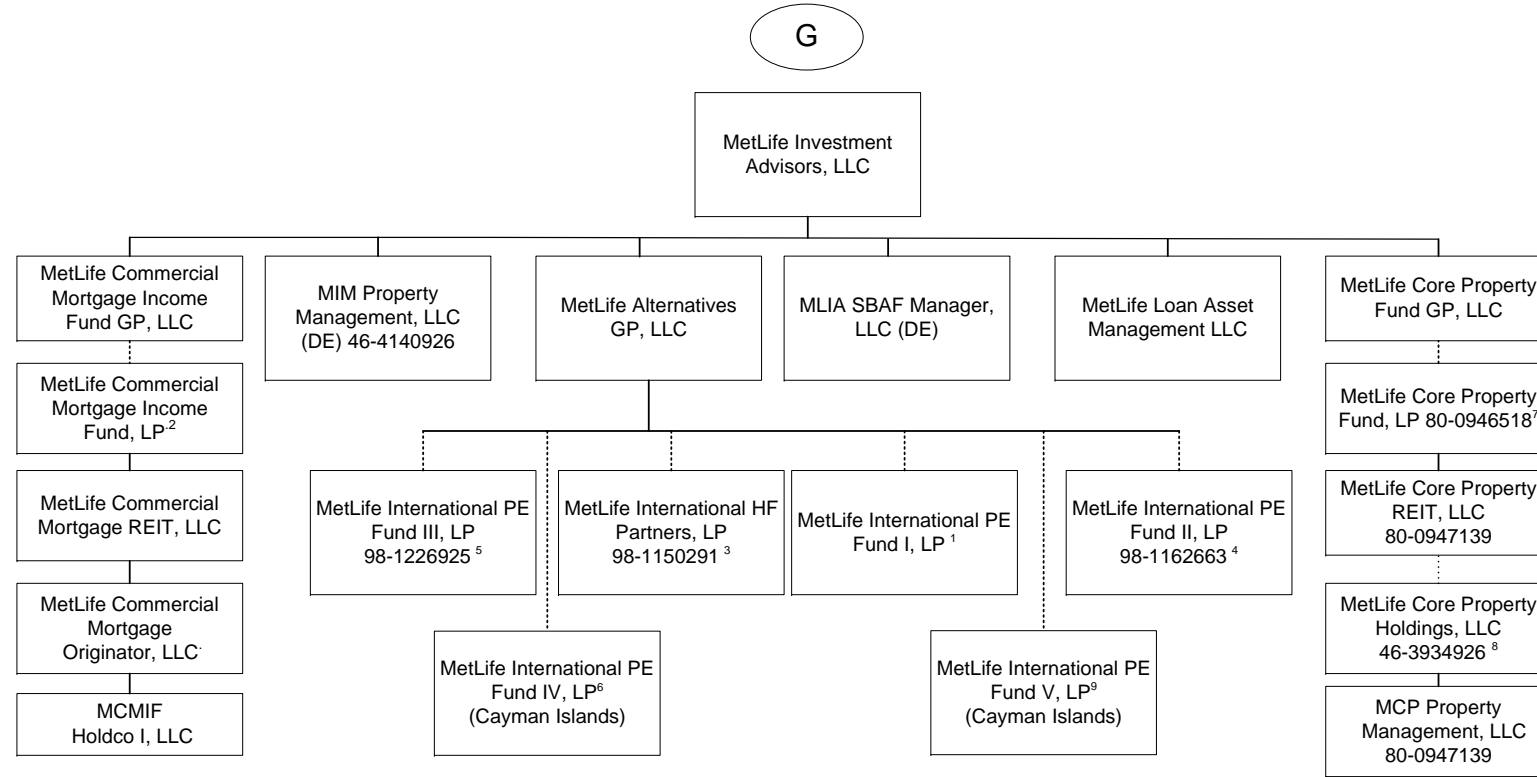 G
MetLife Investment
Advisors, LLC
MetLife Commercial
Mortgage Income
Fund GP, LLC
MIM Property
Management, LLC
(DE) 46-4140926
MetLife Alternatives
GP, LLC
MLIA SBAF Manager,
LLC (DE)
MetLife Loan Asset
Management LLC
MetLife Core Property
Fund GP, LLC
MetLife Commercial
Mortgage Income
Fund, LP.2
MetLife Core Property
Fund, LP 80-0946518 7
MetLife Commercial
Mortgage REIT, LLC
MetLife International PE
Fund III, LP
98-1226925 5
MetLife International HF
Partners, LP
98-1150291 3
MetLife International PE
Fund I, LP 1
MetLife International PE
Fund II, LP
98-1162663 4
MetLife Core Property
REIT, LLC
80-0947139
MetLife Commercial
Mortgage
Originator, LLC.
MetLife Core Property
Holdings, LLC
46-3934926 8
MetLife International PE
Fund IV, LP6
(Cayman Islands)
MetLife International PE
Fund V, LP9
(Cayman Islands)
MCMIF
Holdco I, LLC
MCP Property
Management, LLC
80-0947139